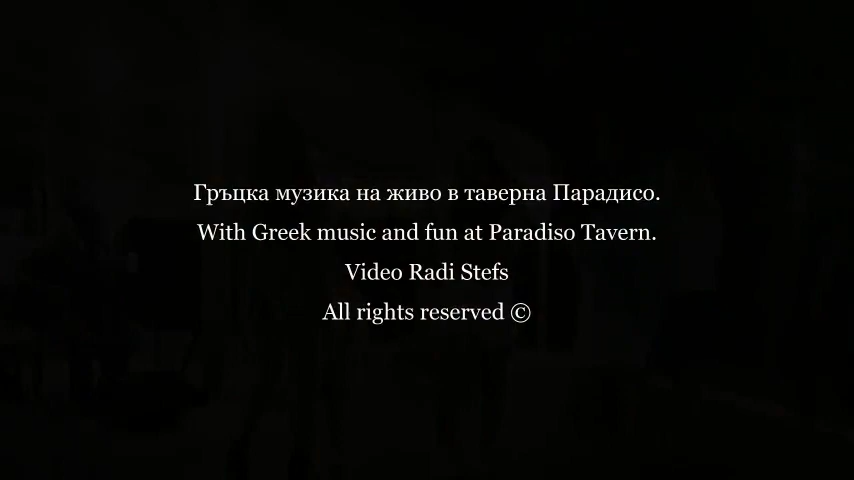 Гръцка музика на живо в таверна Парадисо.
With Greek music and fun at Paradiso Tavern.
Video Radi Stefs
All rights reserved ©